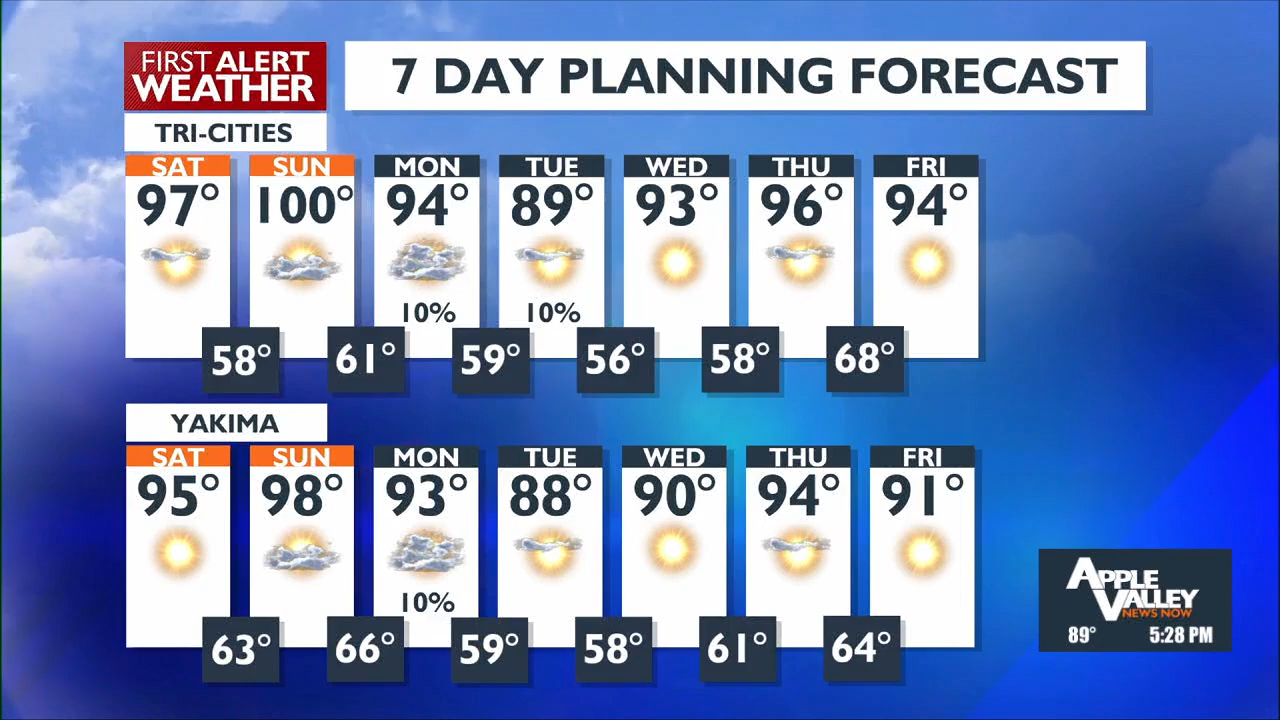 FIRST ALERT
WEATHER
7 DAY PLANNING FORECAST
TRI-CITIES
SAT SUN MON TUE WED THU FRI
97° 100° 94° 89° 93° 96° 94°
10% 10%
58° 61° 59° 56° 58° 68°
YAKIMA
SAT SUN MON TUE WED THU FRI
95° 98° 93° 88° 90° 94° 91°
10%
63° 66° 59° 58° 61° 64°
APPLE
VALLEY
NEWS NOW
89° 5:28 PM